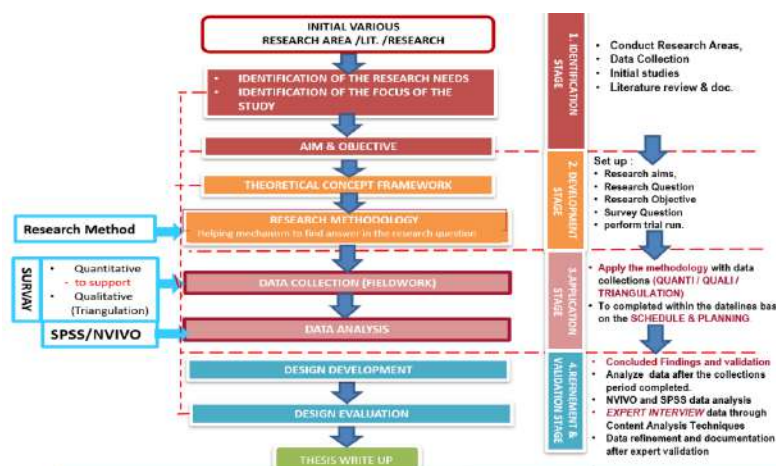 INITIAL VARIOUS
RESEARCH AREA /LIT. /RESEARCH
• IDENTIFICATION OF THE RESEARCH NEEDS
• IDENTIFICATION OF THE FOCUS OF THE
STUDY
AIM & OBJECTIVE
THEORETICAL CONCEPT FRAMEWORK
RESEARCH METHODOLOGY
Helping mechanism to find answer in the research question
DATA COLLECTION (FIELDWORK)
DATA ANALYSIS
DESIGN DEVELOPMENT
DESIGN EVALUATION
THESIS WRITE UP
Research Method
SURVAY
• Quantitative
- to support
• Qualitative
(Triangulation)
SPSS/NVIVO
1. IDENTIFICATION
STAGE
2. DEVELOPMENT
STAGE
3.APPLICATION
STAGE
4.REFINEMENT &
VALIDATION STAGE
• Conduct Research Areas,
• Data Collection
• Initial studies
• Literature review & doc.
Set up :
• Research aims,
• Research Question
• Research Objective
• Survey Question
• perform trial run.
• Apply the methodology with data
collections (QUANTI / QUALI /
TRIANGULATION)
• To completed within the datelines bas
on the SCHEDULE & PLANNING
• Concluded Findings and validation
• Analyze data after the collections
period completed.
• NVIVO and SPSS data analysis
• EXPERT INTERVIEW data through
Content Analysis Techniques
• Data refinement and documentation
after expert validation